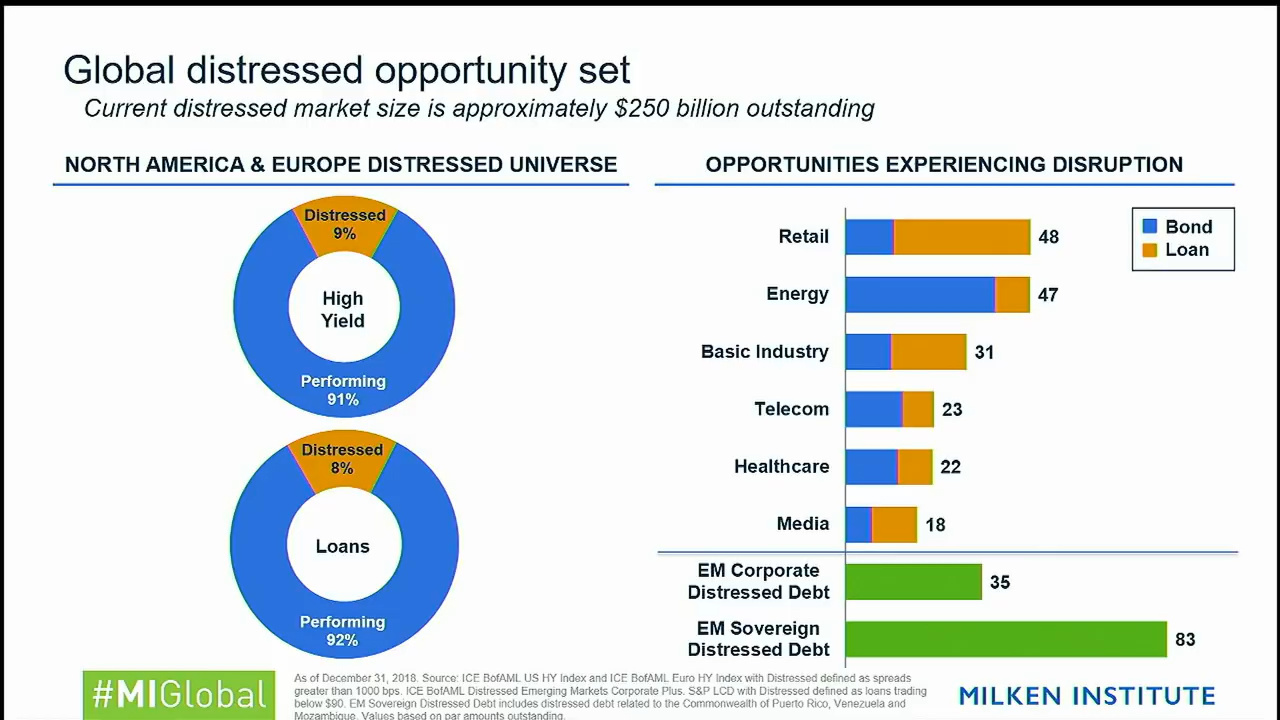 Global distressed opportunity set
Current distressed market size is approximately $250 billion outstanding
NORTH AMERICA & EUROPE DISTRESSED UNIVERSE
Distressed
9%
High
Yield
Performing
91%
Distressed
8%
Loans
Performing
92%
OPPORTUNITIES EXPERIENCING DISRUPTION
Bond
Loan
Retail 48
Energy 47
Basic Industry 31
Telecom 23
Healthcare 22
Media 18
EM Corporate
Distressed Debt 35
EM Sovereign
Distressed Debt 83
#MIGlobal
As of December 31, 2018. Source: ICE BofAML US HY Index and ICE BofAML Euro HY Index with Distressed defined as spreads
greater than 1000 bps. ICE BofAML Distressed Emerging Markets Corporate Plus. S&P LCD with Distressed defined as loans trading
below $90. EM Sovereign Distressed Debt includes distressed debt related to the Commonwealth of Puerto Rico, Venezuela and
Mozambique. Values based on par amounts outstanding.
MILKEN INSTITUTE